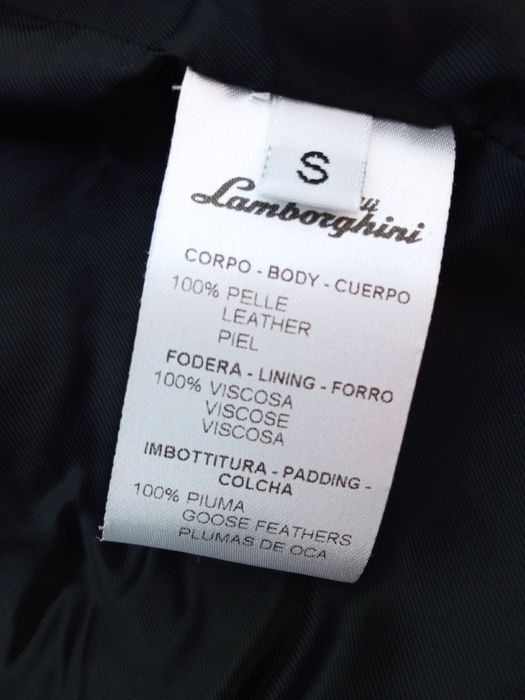 S
Lamborghini
CORPO - BODY - CUERPO
100% PELLE
LEATHER
PIEL
FODERA - LINING - FORRO
100% VISCOSA
VISCOSE
VISCOSA
IMBOTTITURA - PADDING -
COLCHA
100% PIUMA
GOOSE FEATHERS
PLUMAS DE OCA